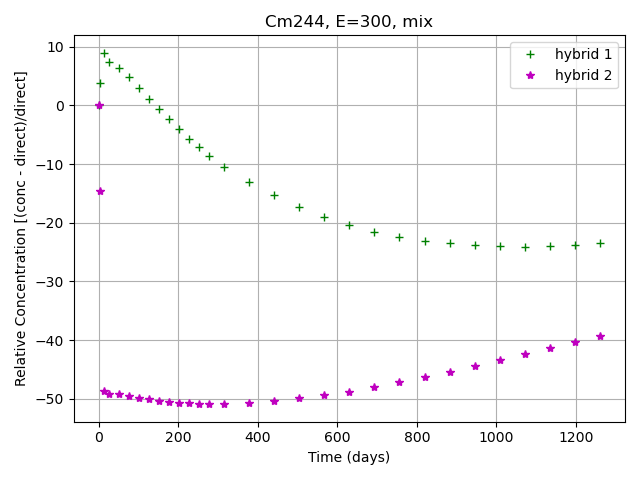 Cm244, E=300, mix
hybrid 1
hybrid 2
Relative Concentration [(conc - direct)/direct]
10
0
−10
−20
−30
−40
−50
0 200 400 600 800 1000 1200
Time (days)